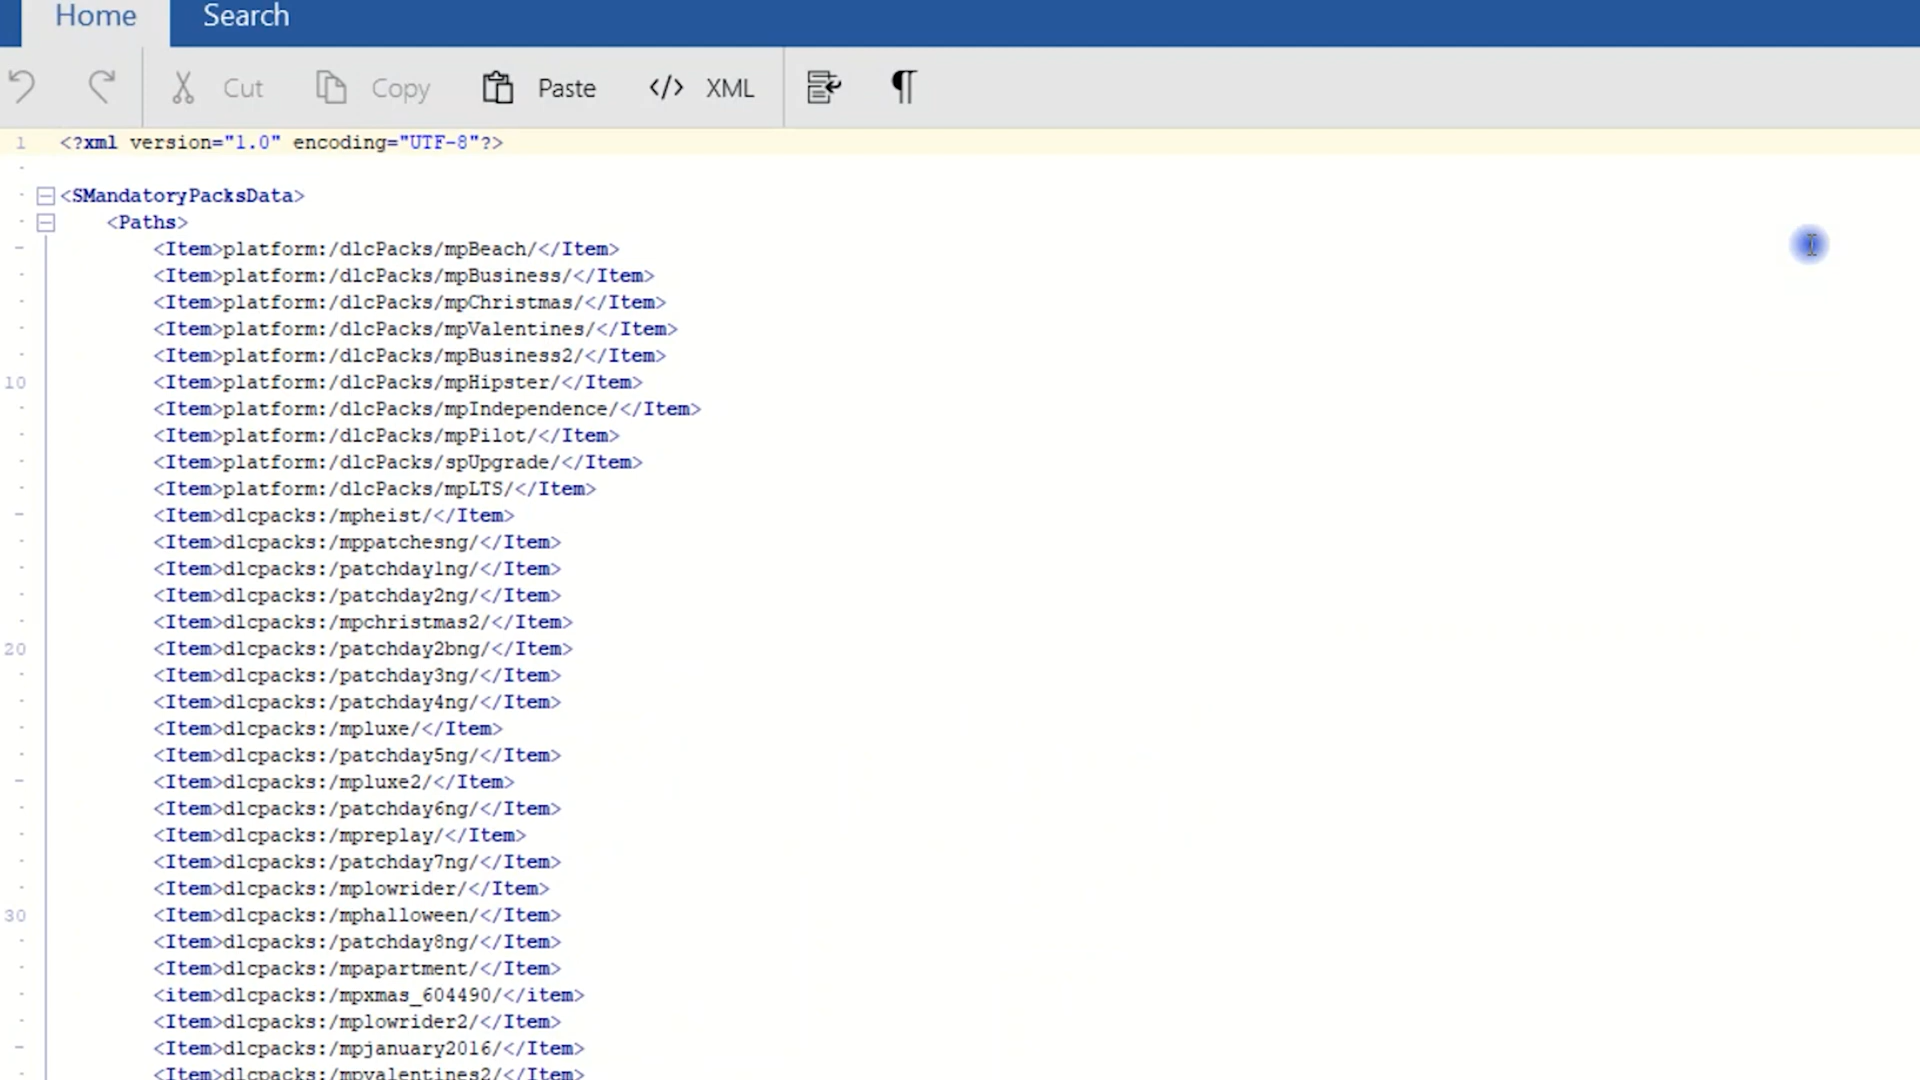 Home Search
Cut Copy Paste </> XML ¶
1 <?xml version="1.0" encoding="UTF-8"?>
<SMandatoryPacksData>
<Paths>
<Item>platform:/dlcPacks/mpBeach/</Item>
<Item>platform:/dlcPacks/mpBusiness/</Item>
<Item>platform:/dlcPacks/mpChristmas/</Item>
<Item>platform:/dlcPacks/mpValentines/</Item>
<Item>platform:/dlcPacks/mpBusiness2/</Item>
10 <Item>platform:/dlcPacks/mpHipster/</Item>
<Item>platform:/dlcPacks/mpIndependence/</Item>
<Item>platform:/dlcPacks/mpPilot/</Item>
<Item>platform:/dlcPacks/spUpgrade/</Item>
<Item>platform:/dlcPacks/mpLTS/</Item>
<Item>dlcpacks:/mpheist/</Item>
<Item>dlcpacks:/mppatchesng/</Item>
<Item>dlcpacks:/patchday1ng/</Item>
<Item>dlcpacks:/patchday2ng/</Item>
<Item>dlcpacks:/mpchristmas2/</Item>
20 <Item>dlcpacks:/patchday2bng/</Item>
<Item>dlcpacks:/patchday3ng/</Item>
<Item>dlcpacks:/patchday4ng/</Item>
<Item>dlcpacks:/mpluxe/</Item>
<Item>dlcpacks:/patchday5ng/</Item>
<Item>dlcpacks:/mpluxe2/</Item>
<Item>dlcpacks:/patchday6ng/</Item>
<Item>dlcpacks:/mpreplay/</Item>
<Item>dlcpacks:/patchday7ng/</Item>
<Item>dlcpacks:/mplowrider/</Item>
30 <Item>dlcpacks:/mphalloween/</Item>
<Item>dlcpacks:/patchday8ng/</Item>
<Item>dlcpacks:/mpapartment/</Item>
<item>dlcpacks:/mpxmas_604490/</item>
<Item>dlcpacks:/mplowrider2/</Item>
<Item>dlcpacks:/mpjanuary2016/</Item>
<Item>dlcpacks:/mpvalentines2/</Item>